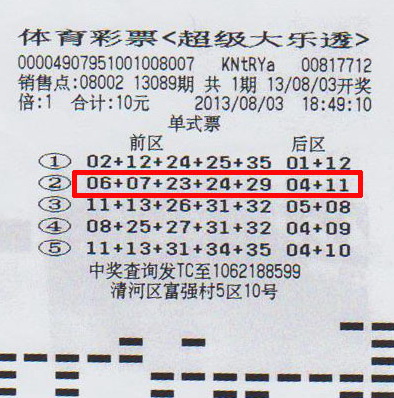 体育彩票<超级大乐透>
00004907951001008007 KNtRYa 00817712
销售点:08002 13089期 共 1期 13/08/03开奖
倍:1 合计:10元 2013/08/03 18:49:10
单式票
前区 后区
① 02+12+24+25+35 01+12
② 06+07+23+24+29 04+11
③ 11+13+26+31+32 05+08
④ 08+25+27+31+32 04+09
⑤ 11+13+31+34+35 04+10
中奖查询发TC至1062188599
清河区富强村5区10号